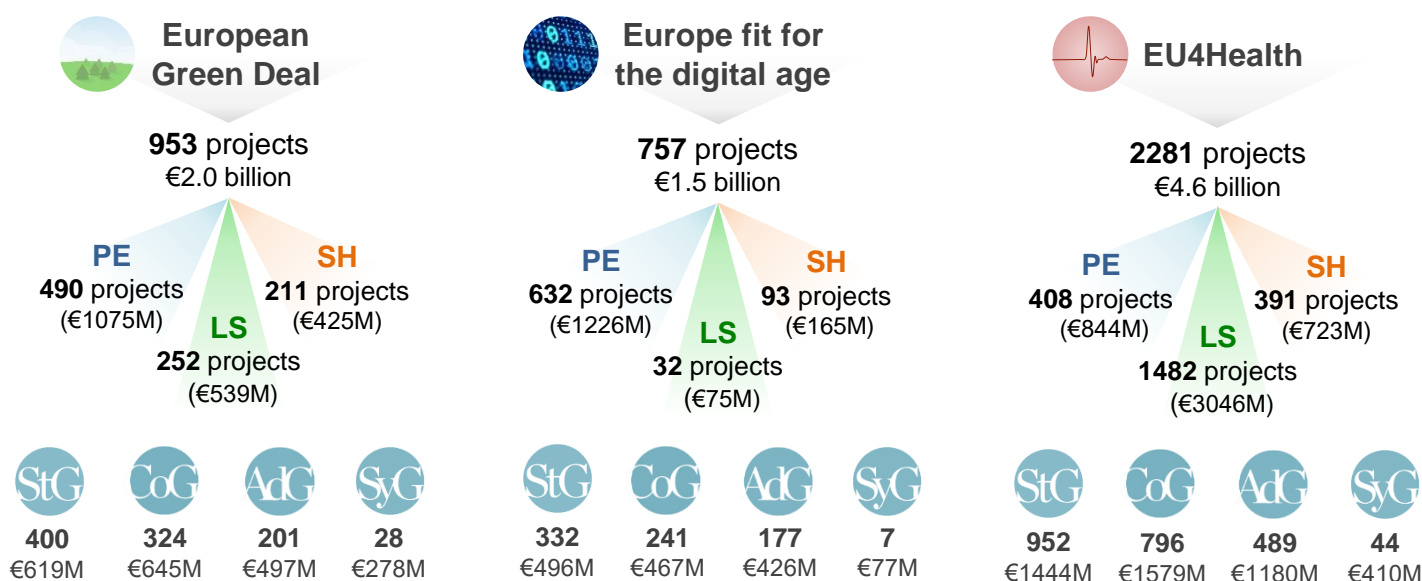 European
Green Deal
953 projects
€2.0 billion
PE
490 projects
(€1075M)
SH
211 projects
(€425M)
LS
252 projects
(€539M)
StG
CoG
AdG
SyG
400
324
201
28
€619M
€645M
€497M
€278M
Europe fit for
the digital age
757 projects
€1.5 billion
PE
632 projects
(€1226M)
SH
93 projects
(€165M)
LS
32 projects
(€75M)
StG
CoG
AdG
SyG
332
241
177
7
€496M
€467M
€426M
€77M
EU4Health
2281 projects
€4.6 billion
PE
408 projects
(€844M)
SH
391 projects
(€723M)
LS
1482 projects
(€3046M)
StG
CoG
AdG
SyG
952
796
489
44
€1444M
€1579M
€1180M
€410M